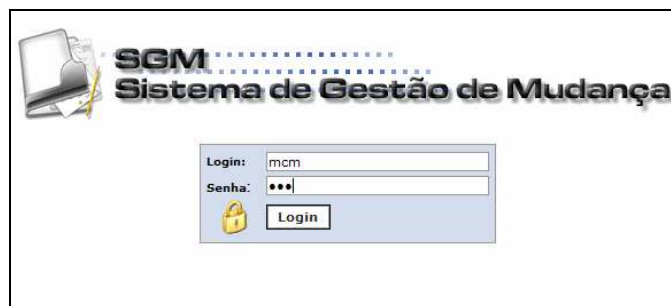 SGM
Sistema de Gestão de Mudança
Login: mcm
Senha: •••
Login